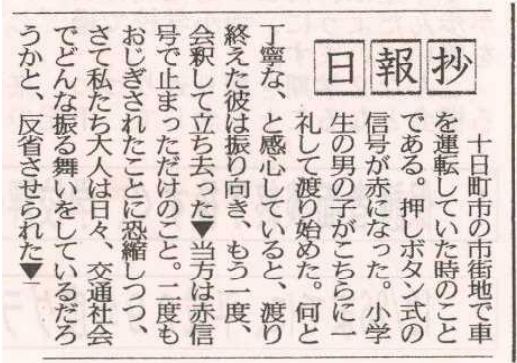 日報抄
十日町市の市街地で車
を運転していた時のこと
である。押しボタン式の
信号が赤になった。小学
生の男の子がこちらに一
礼して渡り始めた。何と
丁寧な、と感心していると、渡り
終えた彼は振り向き、もう一度、
会釈して立ち去った▼当方は赤信
号で止まっただけのこと。二度も
おじぎされたことに恐縮しつつ、
さて私たち大人は日々、交通社会
でどんな振る舞いをしているだろ
うかと、反省させられた▼